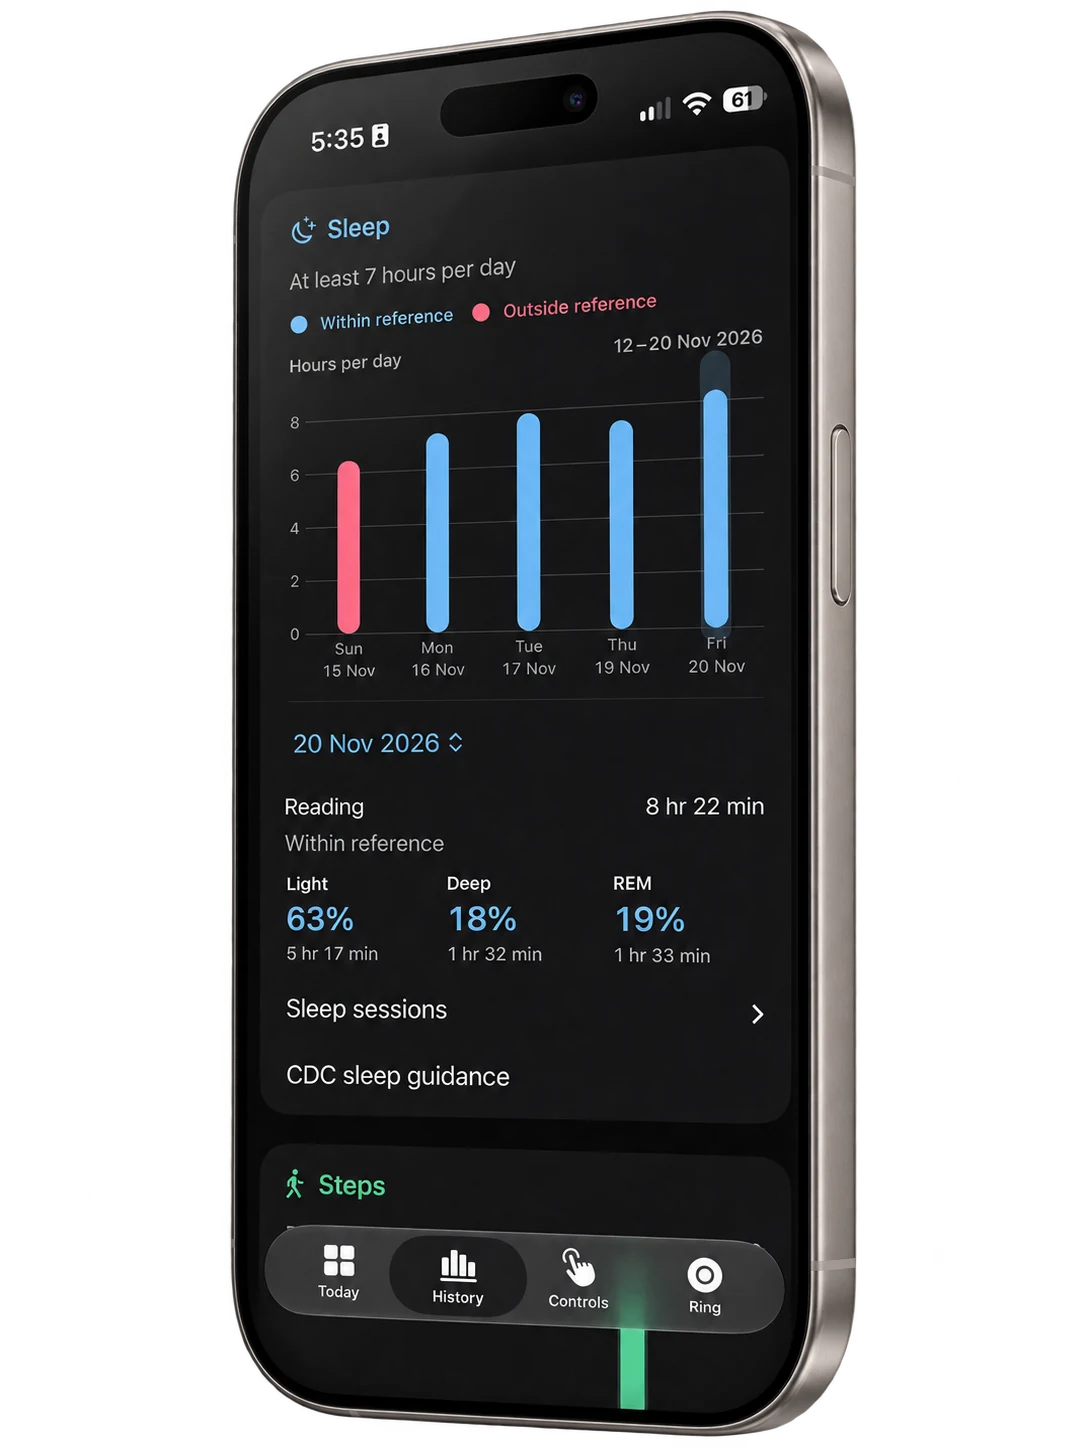 5:35
61
Sleep
At least 7 hours per day
Within reference
Outside reference
12–20 Nov 2026
Hours per day
8
6
4
2
0
Sun
15 Nov
Mon
16 Nov
Tue
17 Nov
Thu
19 Nov
Fri
20 Nov
20 Nov 2026
Reading 8 hr 22 min
Within reference
Light Deep REM
63% 18% 19%
5 hr 17 min 1 hr 32 min 1 hr 33 min
Sleep sessions
CDC sleep guidance
Steps
Today History Controls Ring